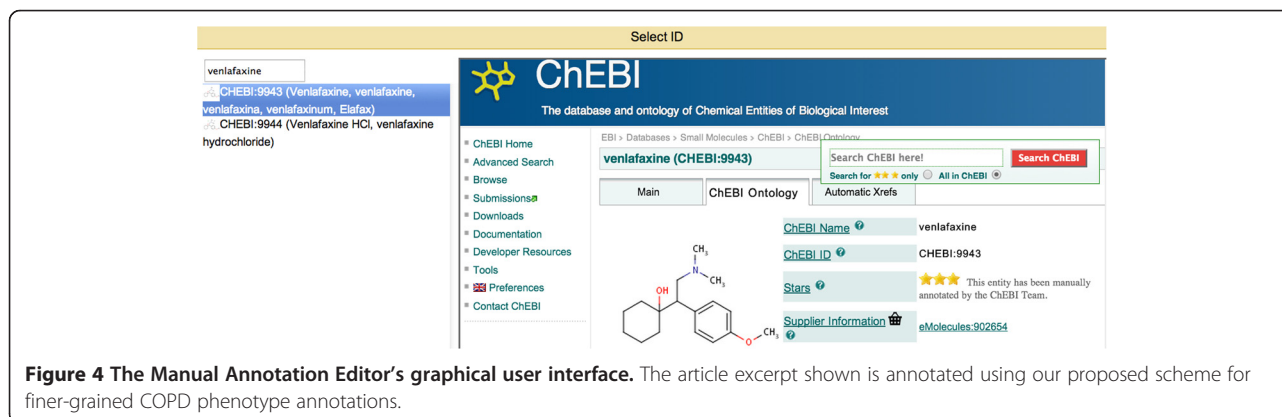 Select ID
venlafaxine
CHEBI:9943 (Venlafaxine, venlafaxine,
venlafaxina, venlafaxinum, Elafax)
CHEBI:9944 (Venlafaxine HCl, venlafaxine
hydrochloride)
ChEBI
The database and ontology of Chemical Entities of Biological Interest
ChEBI Home
Advanced Search
Browse
Submissions
Downloads
Documentation
Developer Resources
Tools
Preferences
Contact ChEBI
EBI > Databases > Small Molecules > ChEBI > ChEBI Ontology
venlafaxine (CHEBI:9943)
Search ChEBI here!
Search ChEBI
Search for ★★★ only All in ChEBI
Main
ChEBI Ontology
Automatic Xrefs
CH₃
N
CH₃
OH
O
CH₃
ChEBI Name ?
venlafaxine
ChEBI ID ?
CHEBI:9943
Stars ?
This entity has been manually
annotated by the ChEBI Team.
Supplier Information
?
eMolecules:902654
Figure 4 The Manual Annotation Editor's graphical user interface. The article excerpt shown is annotated using our proposed scheme for
finer-grained COPD phenotype annotations.